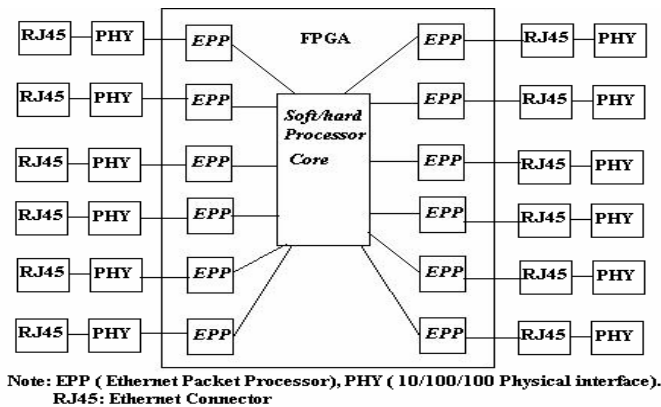 FPGA
RJ45 PHY EPP EPP RJ45 PHY
RJ45 PHY EPP EPP RJ45 PHY
Soft/hard
Processor
Core
RJ45 PHY EPP EPP RJ45 PHY
RJ45 PHY EPP EPP RJ45 PHY
RJ45 PHY EPP EPP RJ45 PHY
RJ45 PHY EPP EPP RJ45 PHY
Note: EPP ( Ethernet Packet Processor), PHY ( 10/100/100 Physical interface).
RJ45: Ethernet Connector